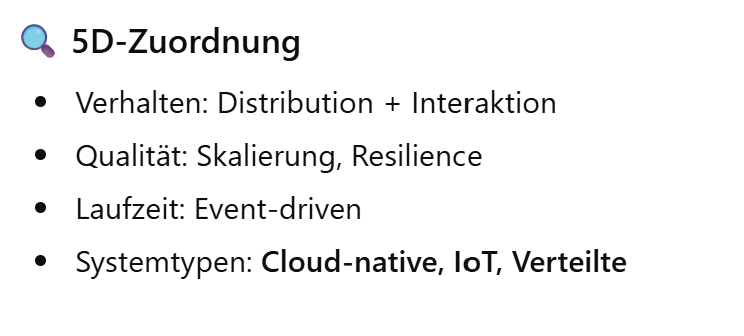 5D-Zuordnung
Verhalten: Distribution + Interaktion
Qualität: Skalierung, Resilience
Laufzeit: Event-driven
Systemtypen: Cloud-native, IoT, Verteilte